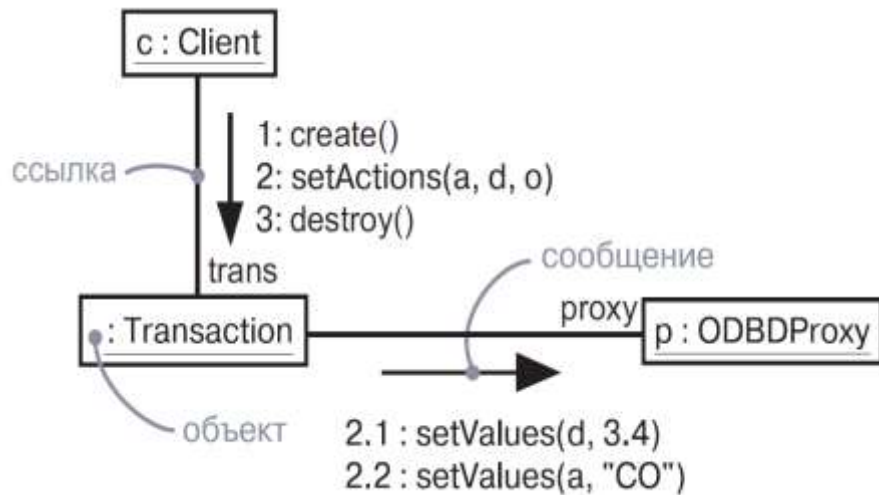 c : Client
1: create()
ссылка
2: setActions(a, d, o)
3: destroy()
trans
сообщение
: Transaction
proxy
p : ODBDProxy
объект
2.1 : setValues(d, 3.4)
2.2 : setValues(a, "CO")